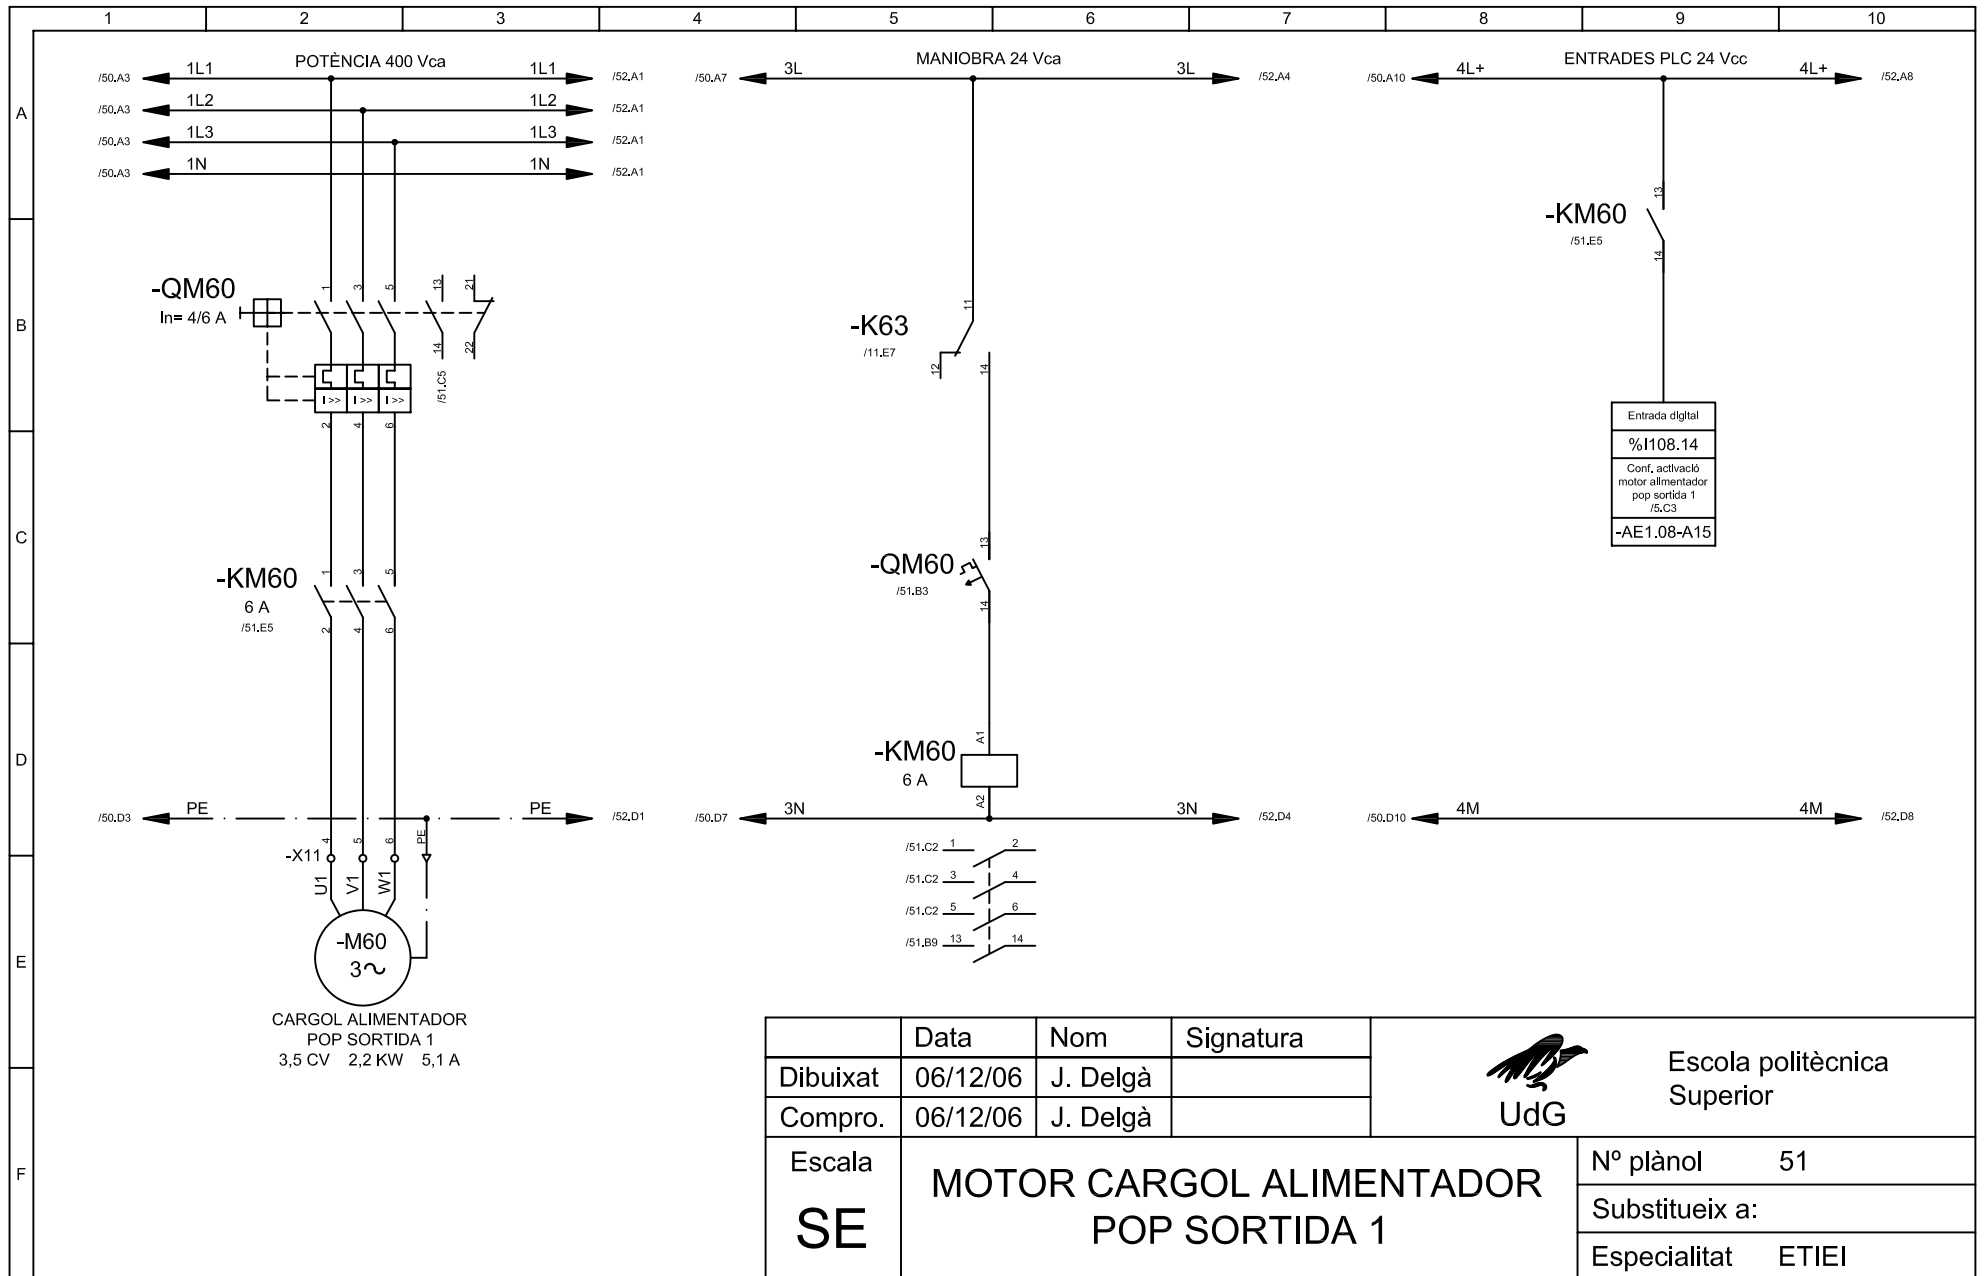 1 2 3 4 5 6 7 8 9 10
A
B
C
D
E
F
POTÈNCIA 400 Vca
/50.A3 1L1 1L1 /52.A1
/50.A3 1L2 1L2 /52.A1
/50.A3 1L3 1L3 /52.A1
/50.A3 1N 1N /52.A1
-QM60
In= 4/6 A
1 3 5 13 21
14 22
/51.C5
I >> I >> I >>
2 4 6
-KM60
6 A
/51.E5
1 3 5
2 4 6
/50.D3 PE PE /52.D1
-X11
4 5 6 PE
U1 V1 W1
-M60
3~
CARGOL ALIMENTADOR
POP SORTIDA 1
3,5 CV 2,2 KW 5,1 A
MANIOBRA 24 Vca
/50.A7 3L 3L /52.A4
-K63
/11.E7
11
12 14
-QM60
/51.B3
13
14
-KM60
6 A
A1
A2
/50.D7 3N 3N /52.D4
/51.C2 1 2
/51.C2 3 4
/51.C2 5 6
/51.B9 13 14
ENTRADES PLC 24 Vcc
/50.A10 4L+ 4L+ /52.A8
-KM60
/51.E5
13
14
Entrada digital
%I108.14
Conf. activació
motor alimentador
pop sortida 1
/5.C3
-AE1.08-A15
/50.D10 4M 4M /52.D8
Data Nom Signatura
Dibuixat 06/12/06 J. Delgà
Compro. 06/12/06 J. Delgà
UdG
Escola politècnica
Superior
Escala
SE
MOTOR CARGOL ALIMENTADOR
POP SORTIDA 1
Nº plànol 51
Substitueix a:
Especialitat ETIEI